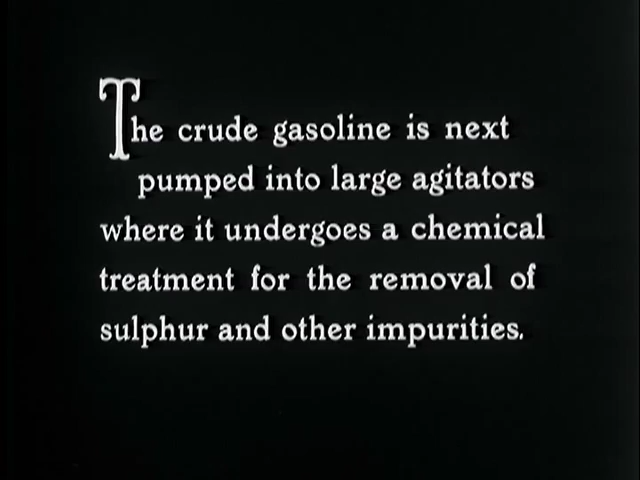 The crude gasoline is next
pumped into large agitators
where it undergoes a chemical
treatment for the removal of
sulphur and other impurities.